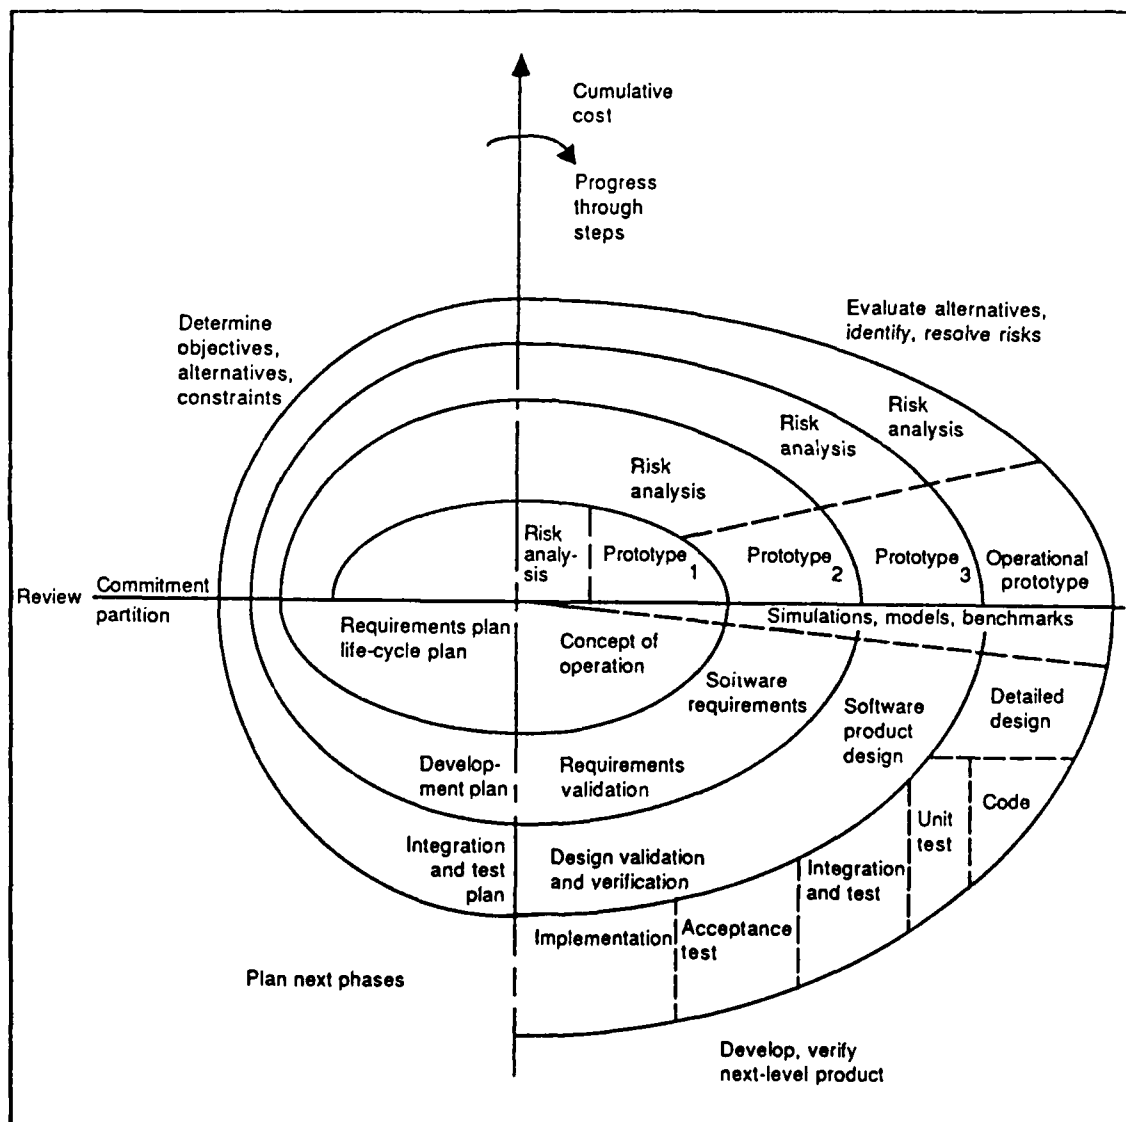 Cumulative
cost
Progress
through
steps
Determine
objectives,
alternatives,
constraints
Evaluate alternatives,
identify, resolve risks
Risk
analysis
Risk
analysis
Risk
analysis
Risk
analy-
sis
Prototype 1
Prototype 2
Prototype 3
Operational
prototype
Review
Commitment
partition
Simulations, models, benchmarks
Requirements plan
life-cycle plan
Concept of
operation
Software
requirements
Software
product
design
Detailed
design
Develop-
ment plan
Requirements
validation
Code
Unit
test
Integration
and test
plan
Design validation
and verification
Integration
and test
Acceptance
test
Implementation
Plan next phases
Develop, verify
next-level product